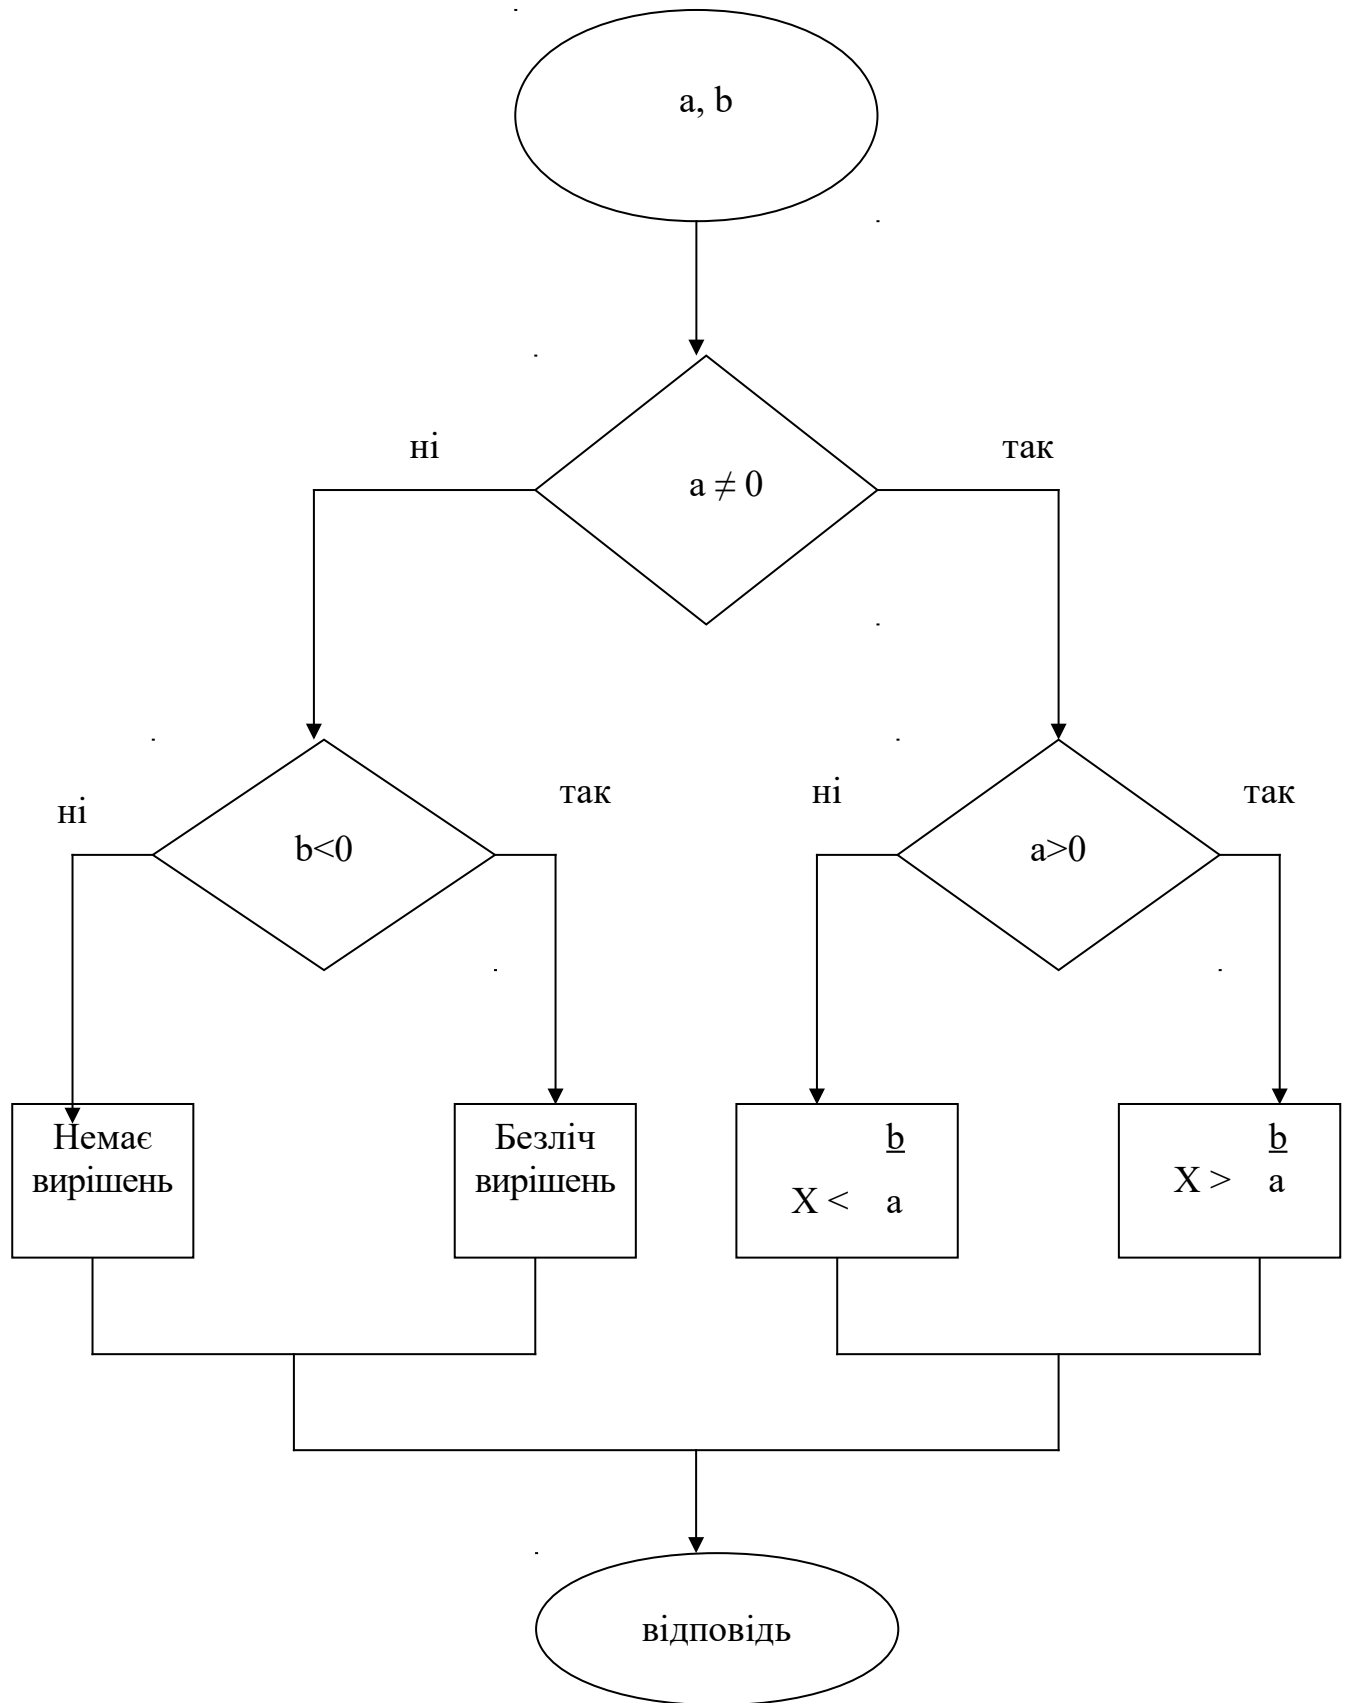 a, b
ні
так
a ≠ 0
ні
так
ні
так
b<0
a>0
Немає
вирішень
Безліч
вирішень
b
X < a
b
X > a
відповідь